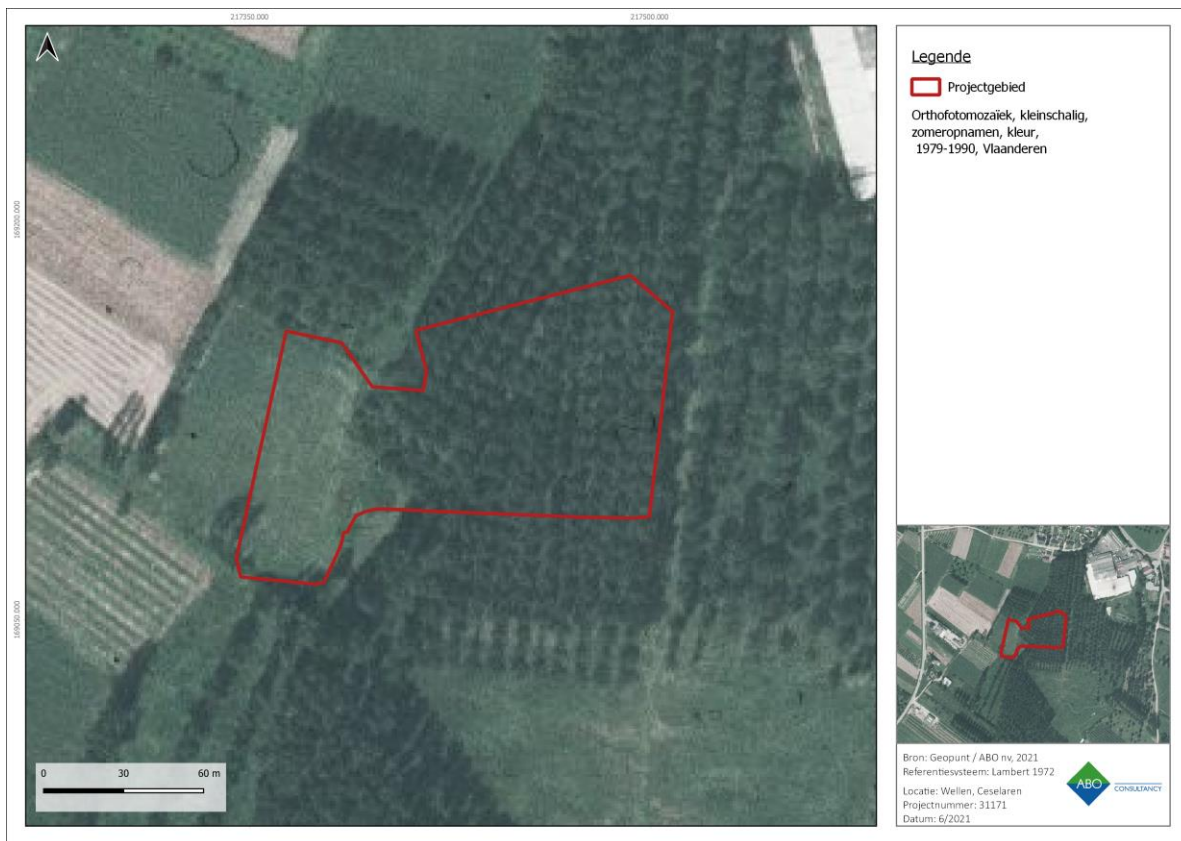 217350.000
217500.000
169200.000
169050.000
0 30 60 m
Legende
Projectgebied
Orthofotomozaïek, kleinschalig,
zomeropnamen, kleur,
1979-1990, Vlaanderen
Bron: Geopunt / ABO nv, 2021
Referentiesysteem: Lambert 1972
Locatie: Wellen, Ceselaren
Projectnummer: 31171
Datum: 6/2021
ABO
CONSULTANCY